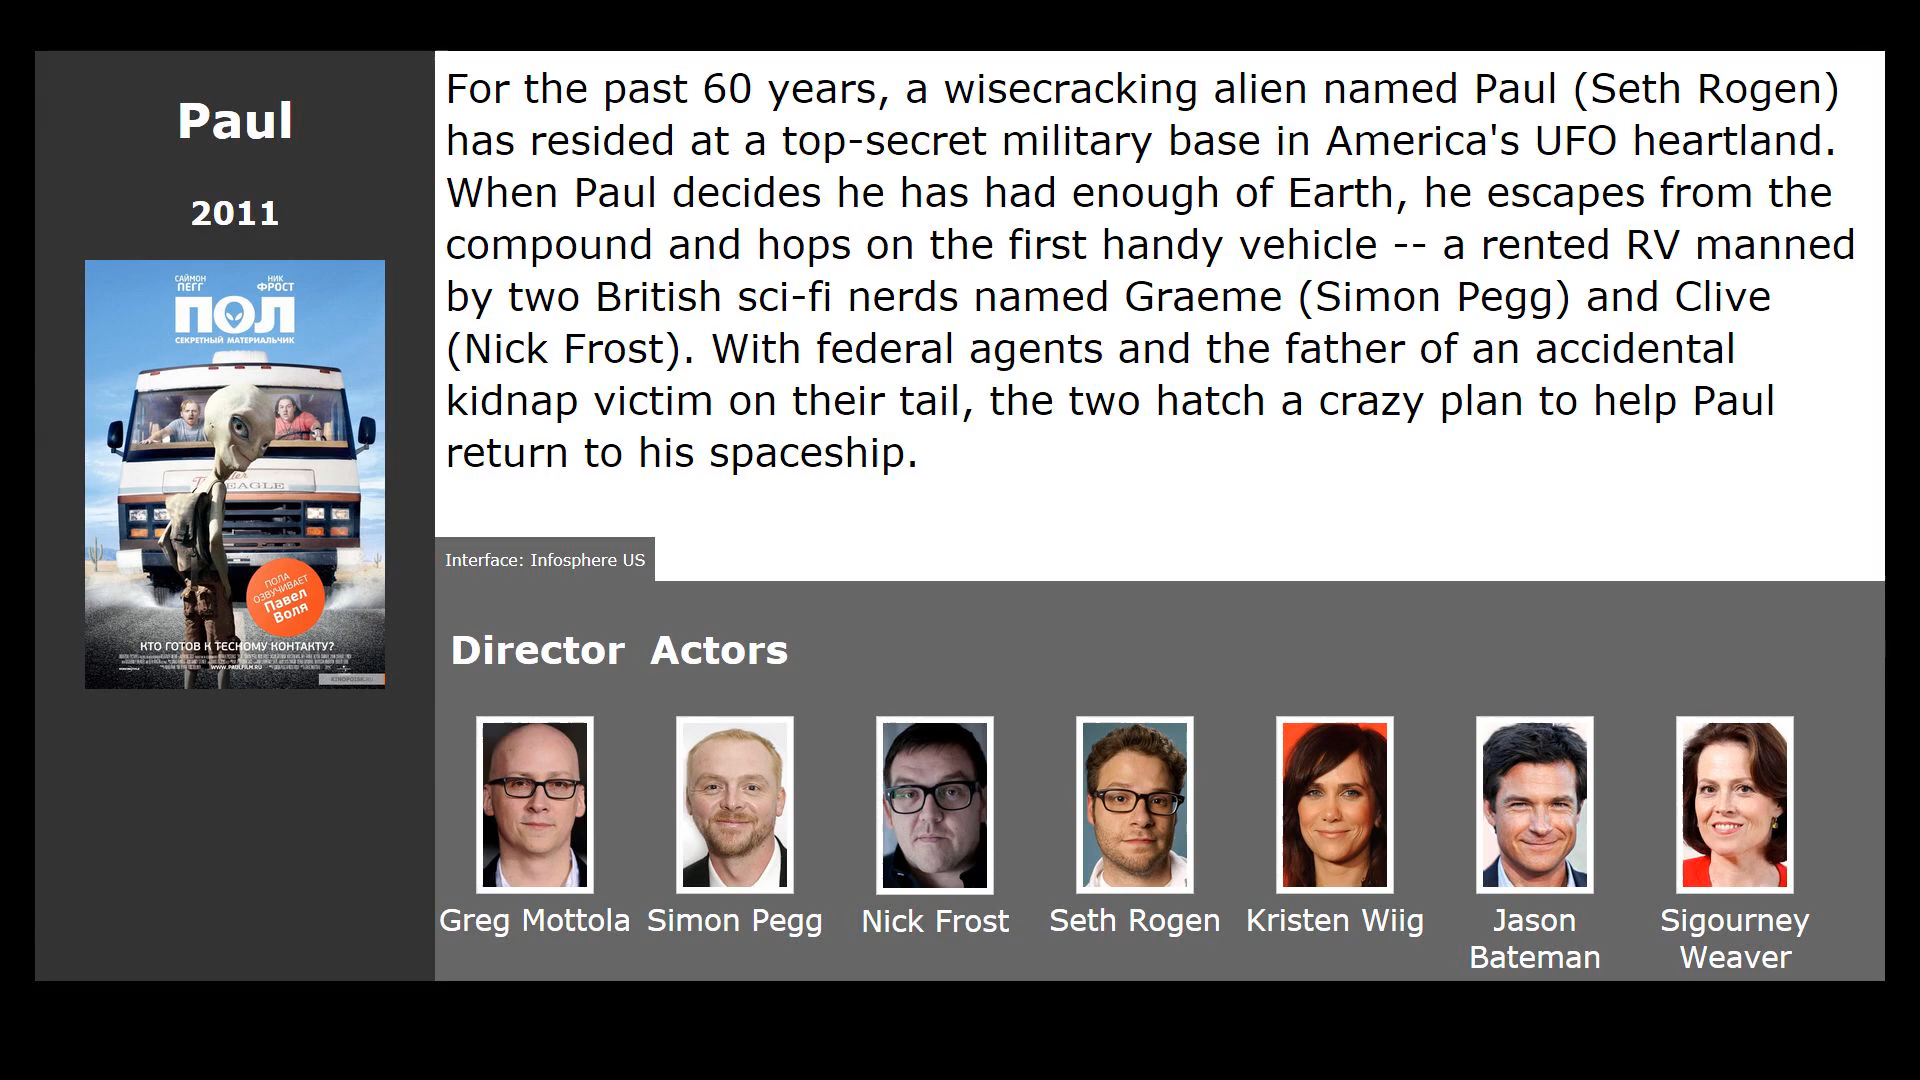 Paul
2011
САЙМОН ПЕГГ
НИК ФРОСТ
ПОЛ
СЕКРЕТНЫЙ МАТЕРИАЛЬЧИК
EAGLE
ПОЛА
ОЗВУЧИВАЕТ
Павел
Воля
КТО ГОТОВ К ТЕСНОМУ КОНТАКТУ?
WWW.PAULFILM.RU
KINOPOISK.RU
For the past 60 years, a wisecracking alien named Paul (Seth Rogen)
has resided at a top-secret military base in America's UFO heartland.
When Paul decides he has had enough of Earth, he escapes from the
compound and hops on the first handy vehicle -- a rented RV manned
by two British sci-fi nerds named Graeme (Simon Pegg) and Clive
(Nick Frost). With federal agents and the father of an accidental
kidnap victim on their tail, the two hatch a crazy plan to help Paul
return to his spaceship.
Interface: Infosphere US
Director Actors
Greg Mottola
Simon Pegg
Nick Frost
Seth Rogen
Kristen Wiig
Jason
Bateman
Sigourney
Weaver